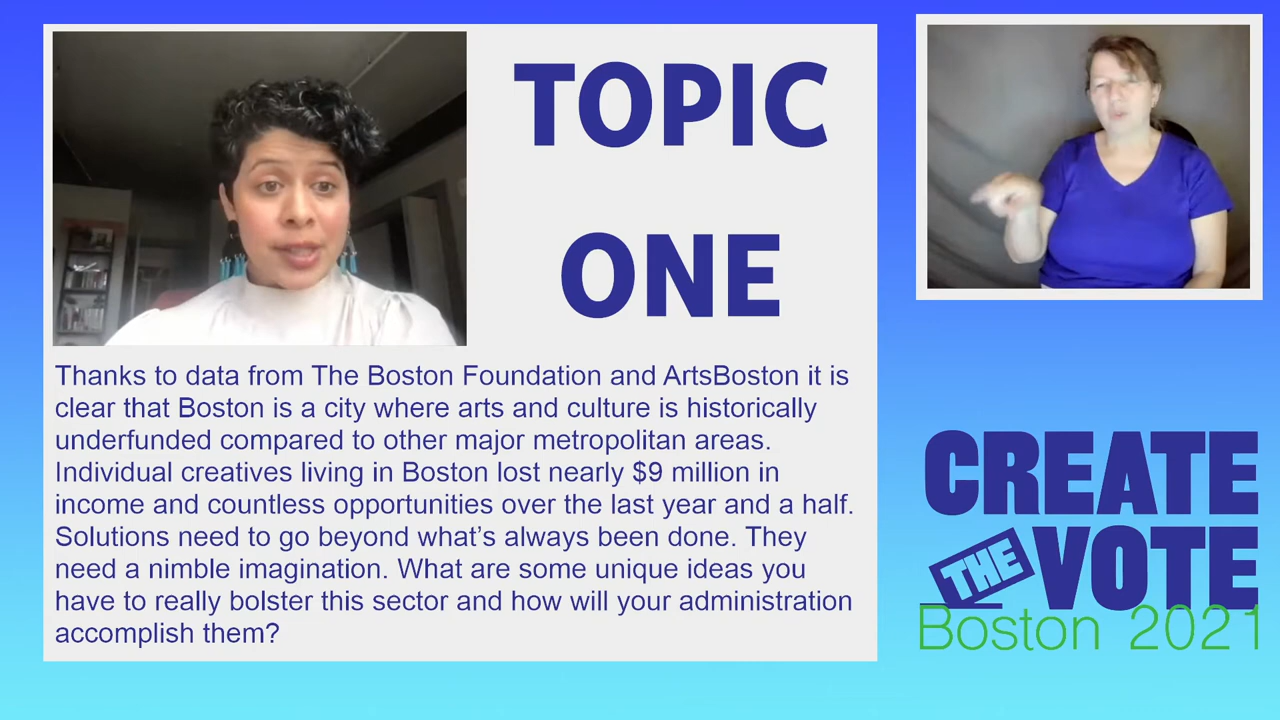 TOPIC
ONE
Thanks to data from The Boston Foundation and ArtsBoston it is
clear that Boston is a city where arts and culture is historically
underfunded compared to other major metropolitan areas.
Individual creatives living in Boston lost nearly $9 million in
income and countless opportunities over the last year and a half.
Solutions need to go beyond what’s always been done. They
need a nimble imagination. What are some unique ideas you
have to really bolster this sector and how will your administration
accomplish them?
CREATE
THE VOTE
Boston 2021